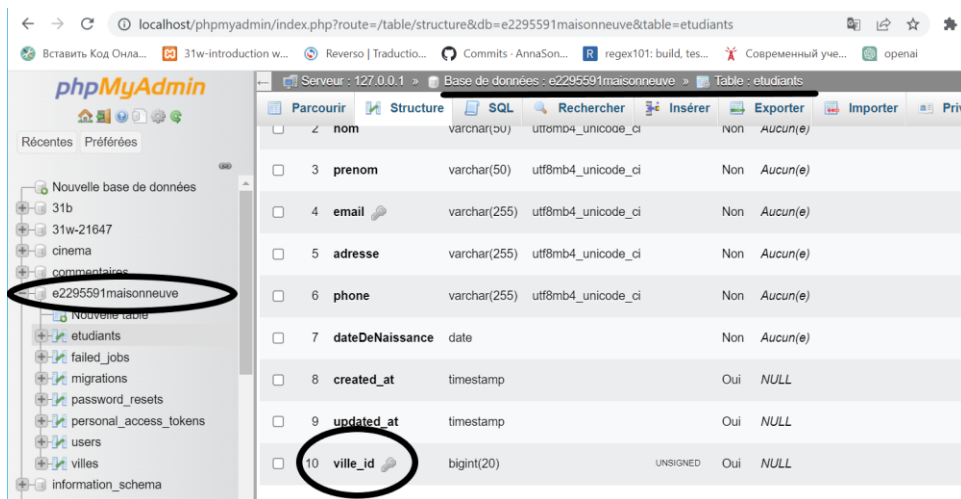 localhost/phpmyadmin/index.php?route=/table/structure&db=e2295591maisonneuve&table=etudiants
Вставить Код Онла... 31w-introduction w... Reverso | Traductio... Commits - AnnaSon... regex101: build, tes... Современный уче... openai
phpMyAdmin
Récentes Préférées
Nouvelle base de données
31b
31w-21647
cinema
commentaires
e2295591maisonneuve
Nouvelle table
etudiants
failed_jobs
migrations
password_resets
personal_access_tokens
users
villes
information_schema
Serveur : 127.0.0.1 » Base de données : e2295591maisonneuve » Table : etudiants
Parcourir Structure SQL Rechercher Insérer Exporter Importer Priv
2 nom varchar(50) utf8mb4_unicode_ci Non Aucun(e)
3 prenom varchar(50) utf8mb4_unicode_ci Non Aucun(e)
4 email varchar(255) utf8mb4_unicode_ci Non Aucun(e)
5 adresse varchar(255) utf8mb4_unicode_ci Non Aucun(e)
6 phone varchar(255) utf8mb4_unicode_ci Non Aucun(e)
7 dateDeNaissance date Non Aucun(e)
8 created_at timestamp Oui NULL
9 updated_at timestamp Oui NULL
10 ville_id bigint(20) UNSIGNED Oui NULL